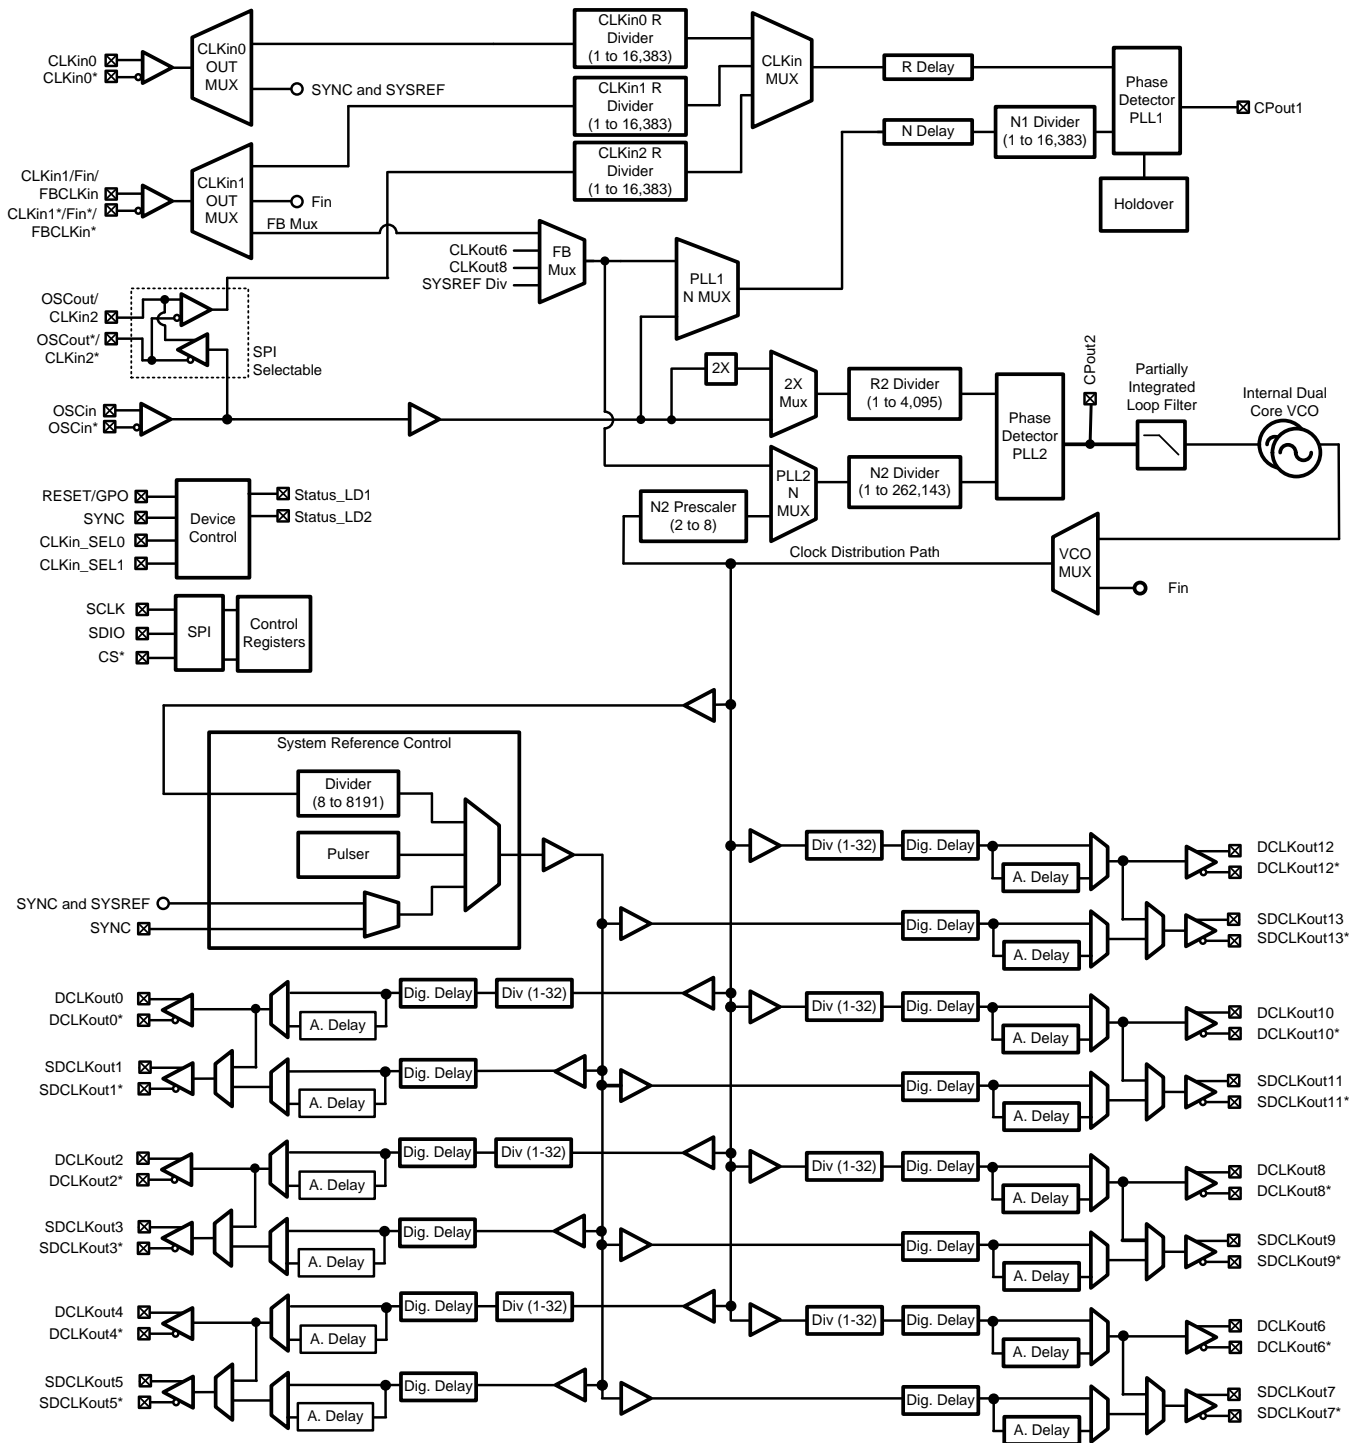 CLKin0
CLKin0*
CLKin0
OUT
MUX
SYNC and SYSREF
CLKin0 R
Divider
(1 to 16,383)
CLKin1 R
Divider
(1 to 16,383)
CLKin2 R
Divider
(1 to 16,383)
CLKin
MUX
R Delay
N Delay
N1 Divider
(1 to 16,383)
Phase
Detector
PLL1
CPout1
Holdover
CLKin1/Fin/
FBCLKin
CLKin1*/Fin*/
FBCLKin*
CLKin1
OUT
MUX
Fin
FB Mux
CLKout6
CLKout8
SYSREF Div
FB
Mux
PLL1
N MUX
OSCout/
CLKin2
OSCout*/
CLKin2*
SPI
Selectable
OSCin
OSCin*
2X
2X
Mux
R2 Divider
(1 to 4,095)
Phase
Detector
PLL2
CPout2
Partially
Integrated
Loop Filter
Internal Dual
Core VCO
PLL2
N
MUX
N2 Divider
(1 to 262,143)
N2 Prescaler
(2 to 8)
Clock Distribution Path
VCO
MUX
Fin
RESET/GPO
SYNC
CLKin_SEL0
CLKin_SEL1
Device
Control
Status_LD1
Status_LD2
SCLK
SDIO
CS*
SPI
Control
Registers
System Reference Control
Divider
(8 to 8191)
Pulser
SYNC and SYSREF
SYNC
Div (1-32)
Dig. Delay
A. Delay
DCLKout12
DCLKout12*
Dig. Delay
A. Delay
SDCLKout13
SDCLKout13*
DCLKout0
DCLKout0*
A. Delay
Dig. Delay
Div (1-32)
Div (1-32)
Dig. Delay
A. Delay
DCLKout10
DCLKout10*
SDCLKout1
SDCLKout1*
A. Delay
Dig. Delay
Dig. Delay
A. Delay
SDCLKout11
SDCLKout11*
DCLKout2
DCLKout2*
A. Delay
Dig. Delay
Div (1-32)
Div (1-32)
Dig. Delay
A. Delay
DCLKout8
DCLKout8*
SDCLKout3
SDCLKout3*
A. Delay
Dig. Delay
Dig. Delay
A. Delay
SDCLKout9
SDCLKout9*
DCLKout4
DCLKout4*
A. Delay
Dig. Delay
Div (1-32)
Div (1-32)
Dig. Delay
A. Delay
DCLKout6
DCLKout6*
SDCLKout5
SDCLKout5*
A. Delay
Dig. Delay
Dig. Delay
A. Delay
SDCLKout7
SDCLKout7*